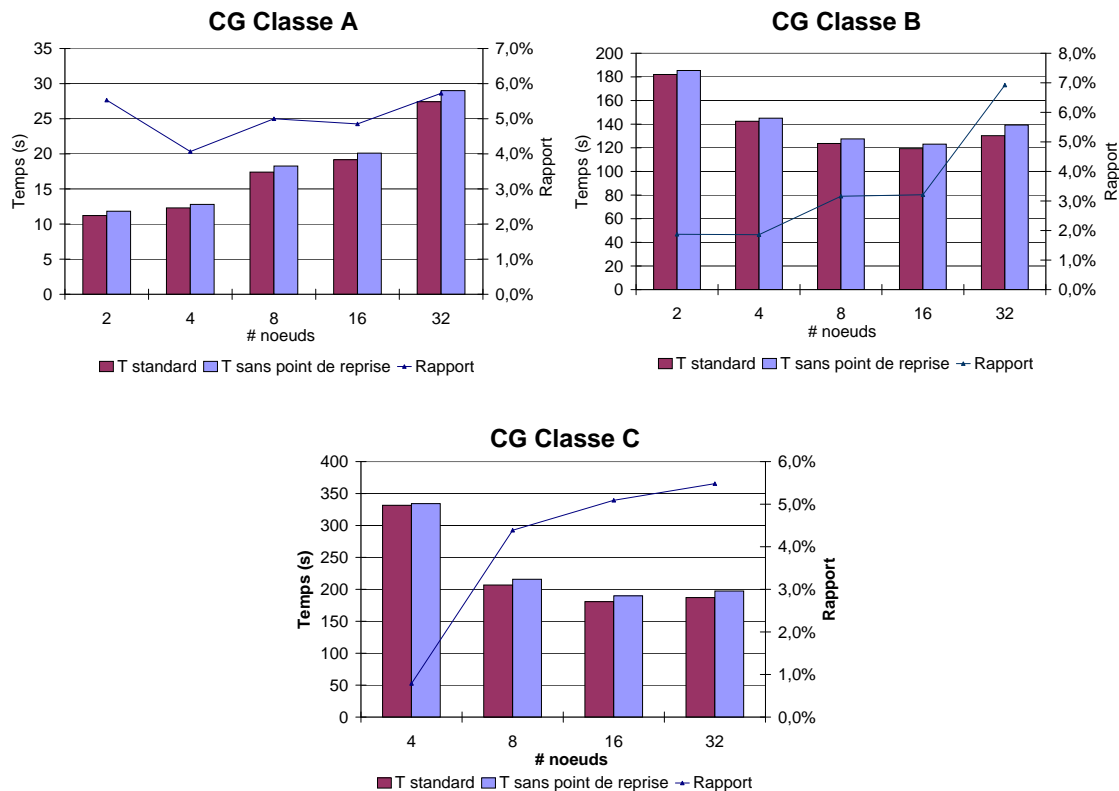 CG Classe A
35
30
25
20
15
10
5
0
Temps (s)
7,0%
6,0%
5,0%
4,0%
3,0%
2,0%
1,0%
0,0%
Rapport
2 4 8 16 32
# noeuds
T standard T sans point de reprise Rapport
CG Classe B
200
180
160
140
120
100
80
60
40
20
0
Temps (s)
8,0%
7,0%
6,0%
5,0%
4,0%
3,0%
2,0%
1,0%
0,0%
Rapport
2 4 8 16 32
# noeuds
T standard T sans point de reprise Rapport
CG Classe C
400
350
300
250
200
150
100
50
0
Temps (s)
6,0%
5,0%
4,0%
3,0%
2,0%
1,0%
0,0%
Rapport
4 8 16 32
# noeuds
T standard T sans point de reprise Rapport